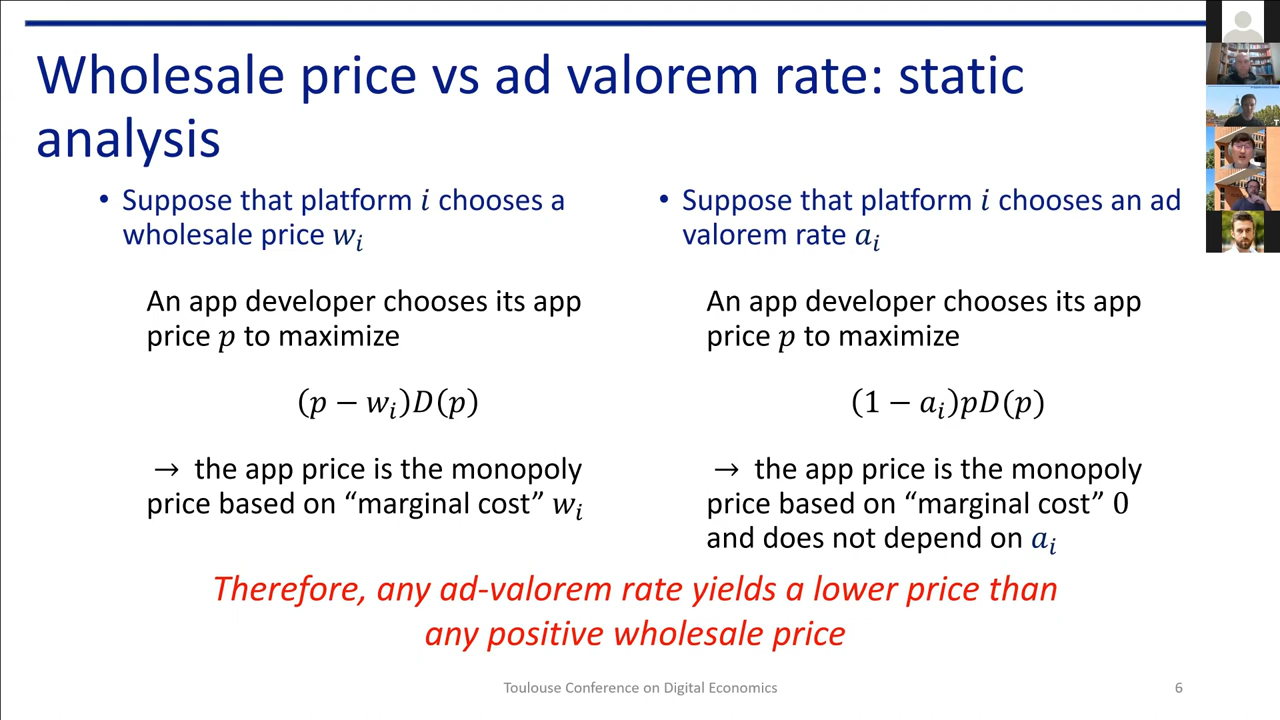 Wholesale price vs ad valorem rate: static
analysis
• Suppose that platform i chooses a
wholesale price wᵢ
An app developer chooses its app
price p to maximize
(p − wᵢ)D(p)
→ the app price is the monopoly
price based on “marginal cost” wᵢ
• Suppose that platform i chooses an ad
valorem rate aᵢ
An app developer chooses its app
price p to maximize
(1 − aᵢ)pD(p)
→ the app price is the monopoly
price based on “marginal cost” 0
and does not depend on aᵢ
Therefore, any ad-valorem rate yields a lower price than
any positive wholesale price
Toulouse Conference on Digital Economics
6